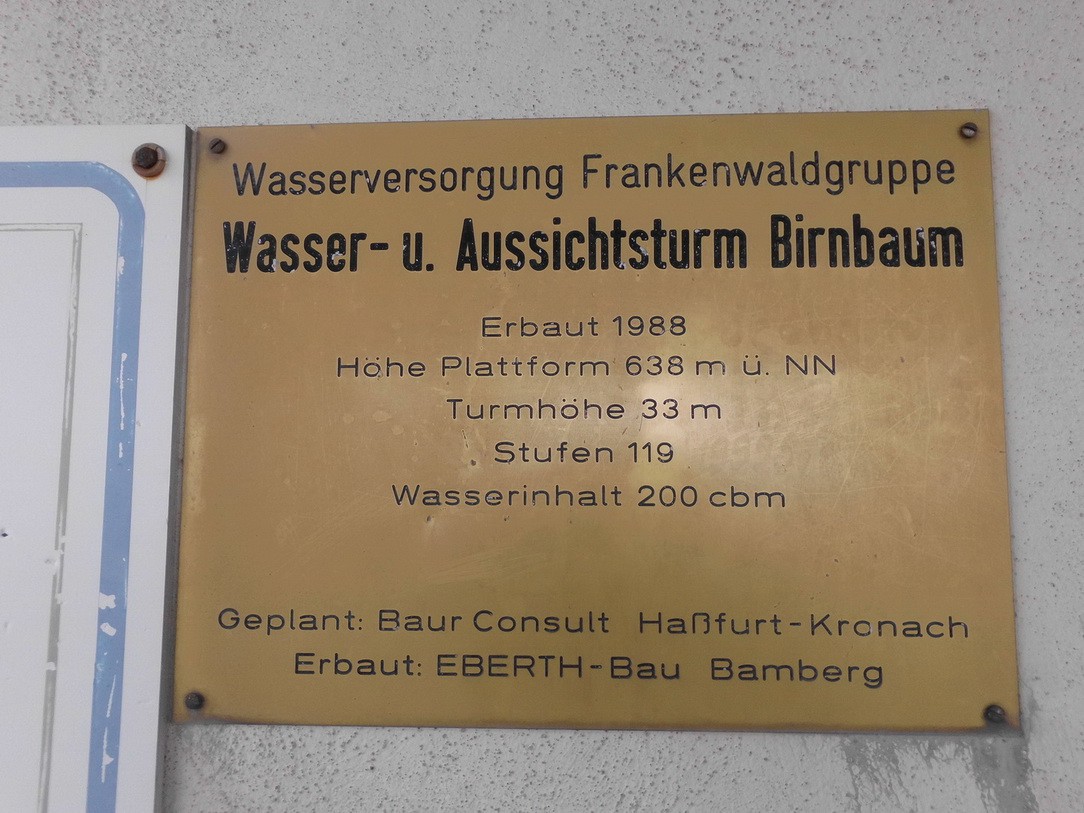 Wasserversorgung Frankenwaldgruppe
Wasser- u. Aussichtsturm Birnbaum
Erbaut 1988
Höhe Plattform 638 m ü. NN
Turmhöhe 33 m
Stufen 119
Wasserinhalt 200 cbm
Geplant: Baur Consult Haßfurt-Kronach
Erbaut: EBERTH-Bau Bamberg